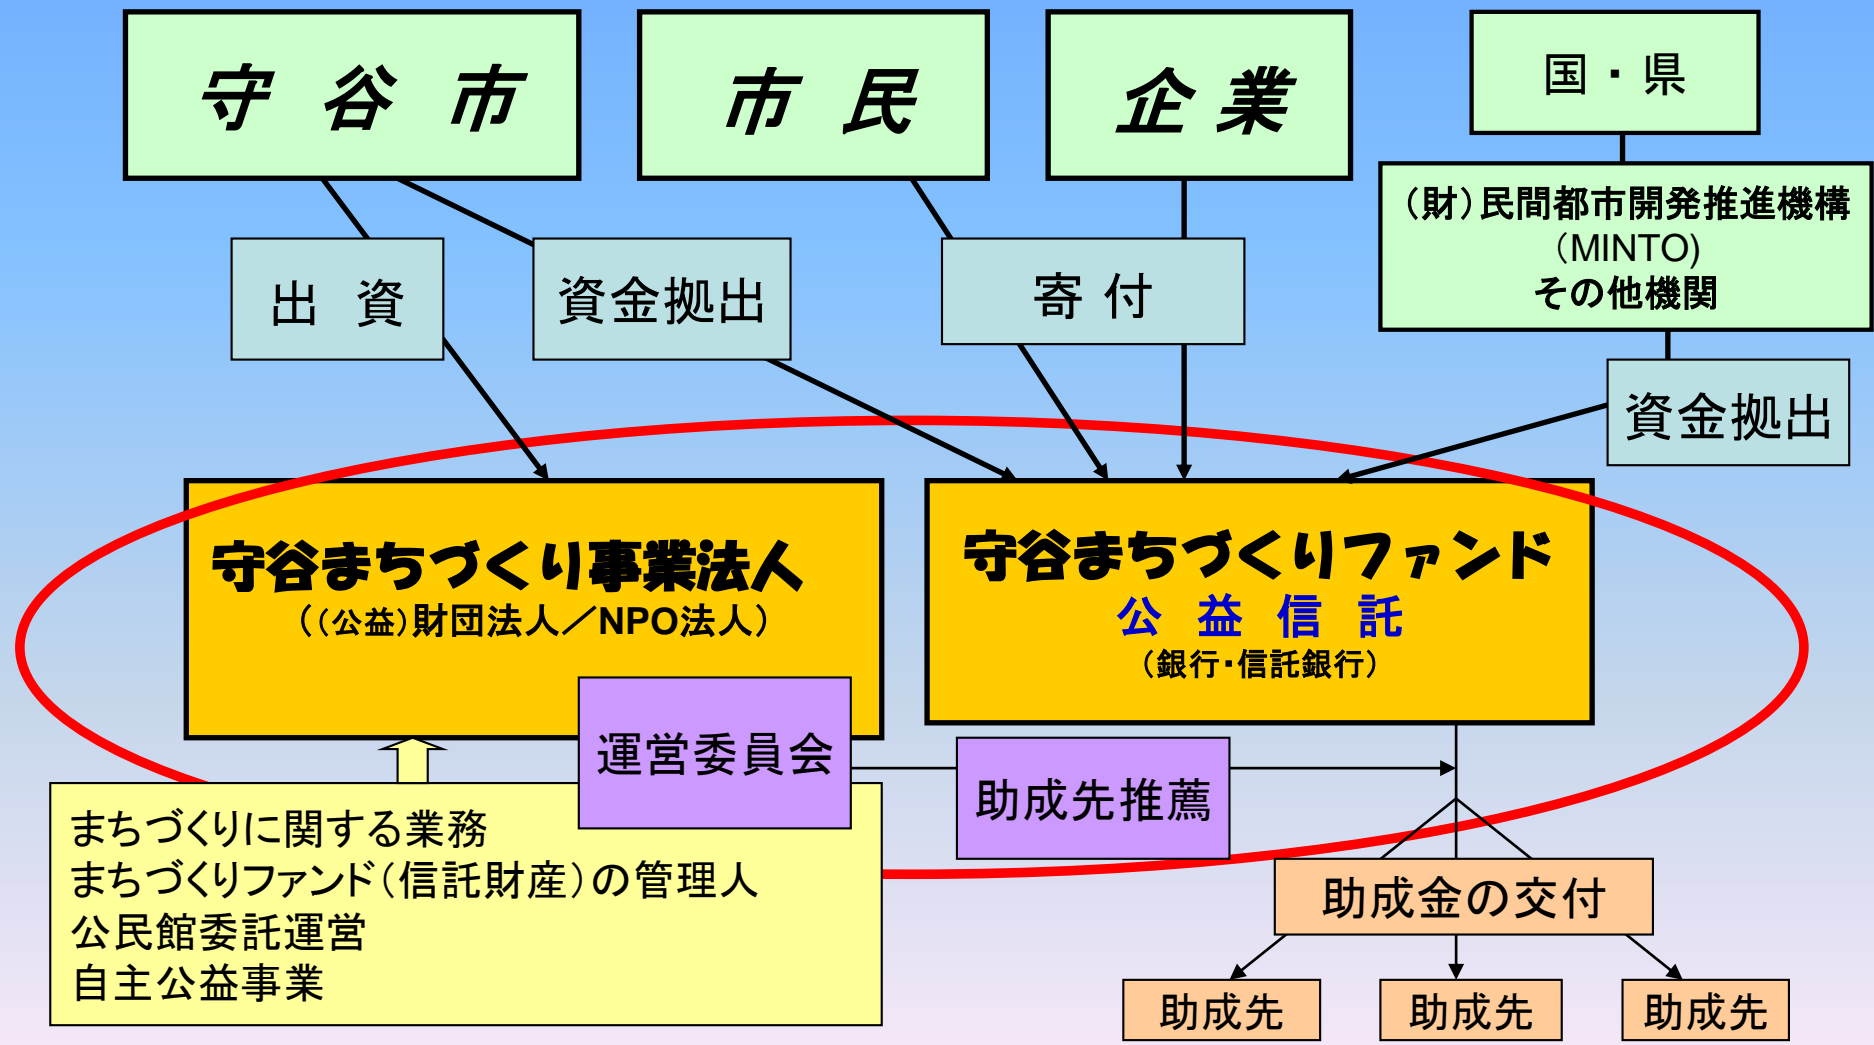 守 谷 市
市 民
企 業
国・県
（財）民間都市開発推進機構
（MINTO)
その他機関
出 資
資金拠出
寄 付
資金拠出
守谷まちづくり事業法人
（（公益）財団法人／NPO法人）
守谷まちづくりファンド
公 益 信 託
（銀行・信託銀行）
運営委員会
助成先推薦
まちづくりに関する業務
まちづくりファンド（信託財産）の管理人
公民館委託運営
自主公益事業
助成金の交付
助成先
助成先
助成先